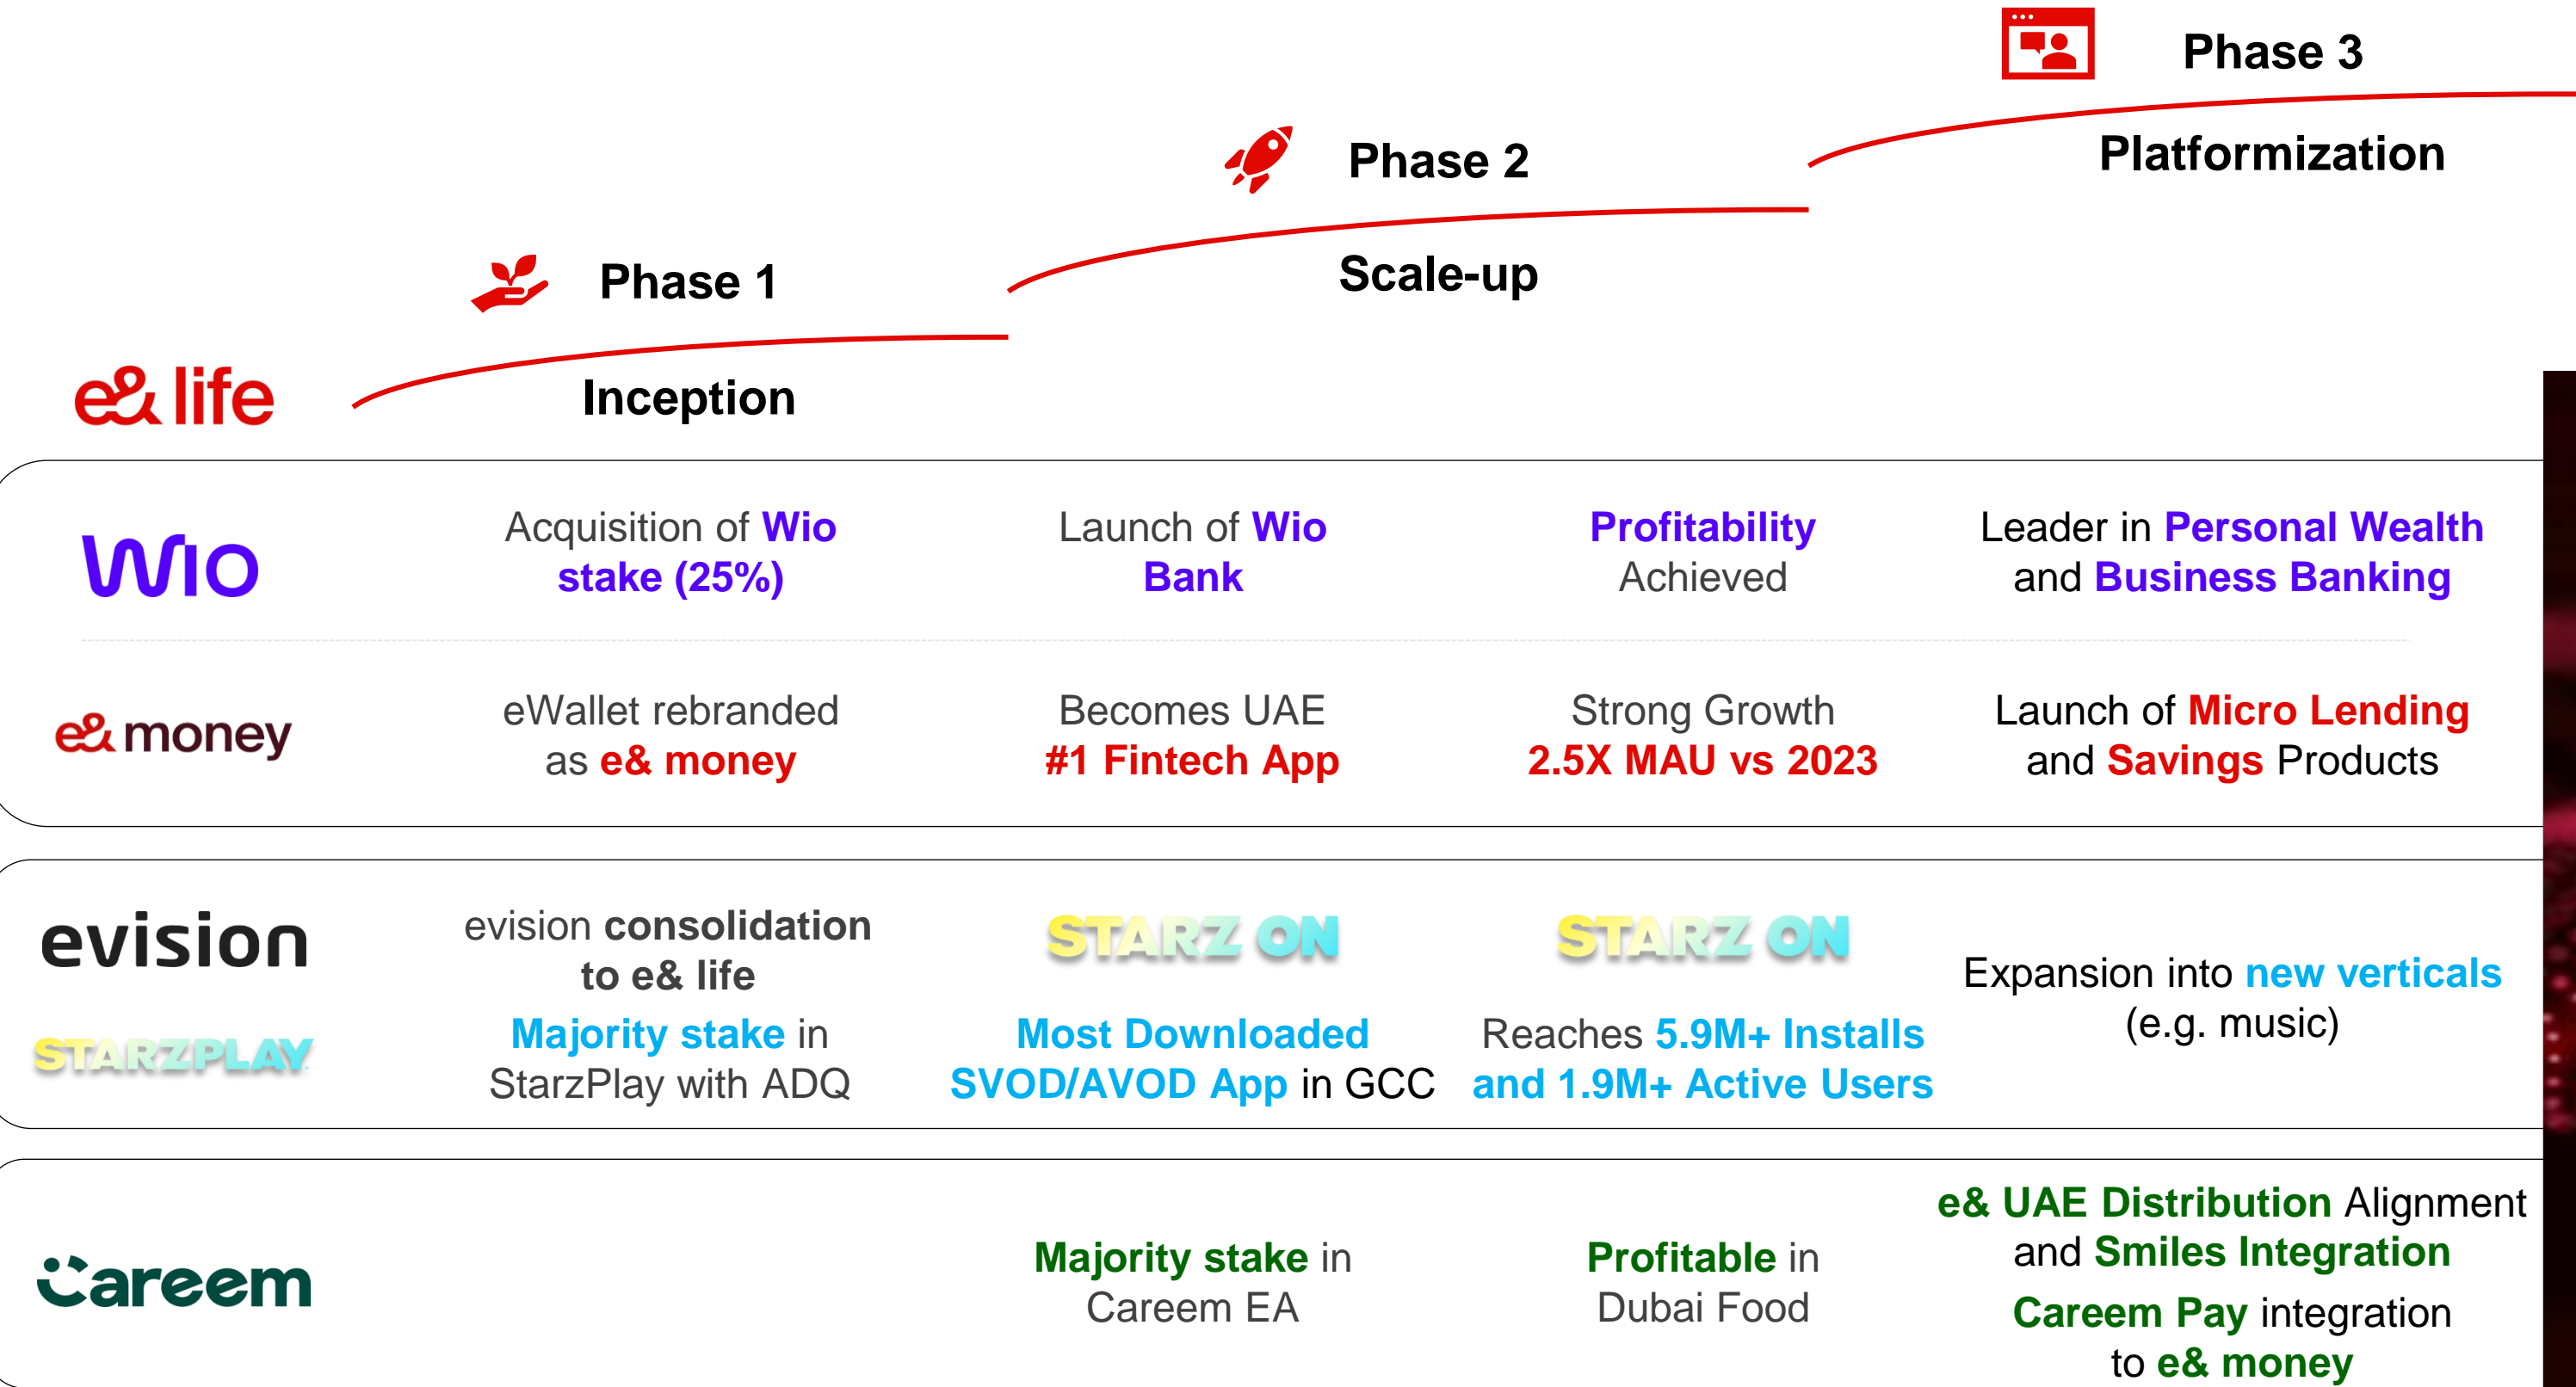 Phase 3
Platformization
Phase 2
Scale-up
Phase 1
Inception
e& life
Wio
Acquisition of Wio
stake (25%)
Launch of Wio
Bank
Profitability
Achieved
Leader in Personal Wealth
and Business Banking
e& money
eWallet rebranded
as e& money
Becomes UAE
#1 Fintech App
Strong Growth
2.5X MAU vs 2023
Launch of Micro Lending
and Savings Products
evision
STARZPLAY
evision consolidation
to e& life
Majority stake in
StarzPlay with ADQ
STARZ ON
Most Downloaded
SVOD/AVOD App in GCC
STARZ ON
Reaches 5.9M+ Installs
and 1.9M+ Active Users
Expansion into new verticals
(e.g. music)
Careem
Majority stake in
Careem EA
Profitable in
Dubai Food
e& UAE Distribution Alignment
and Smiles Integration
Careem Pay integration
to e& money